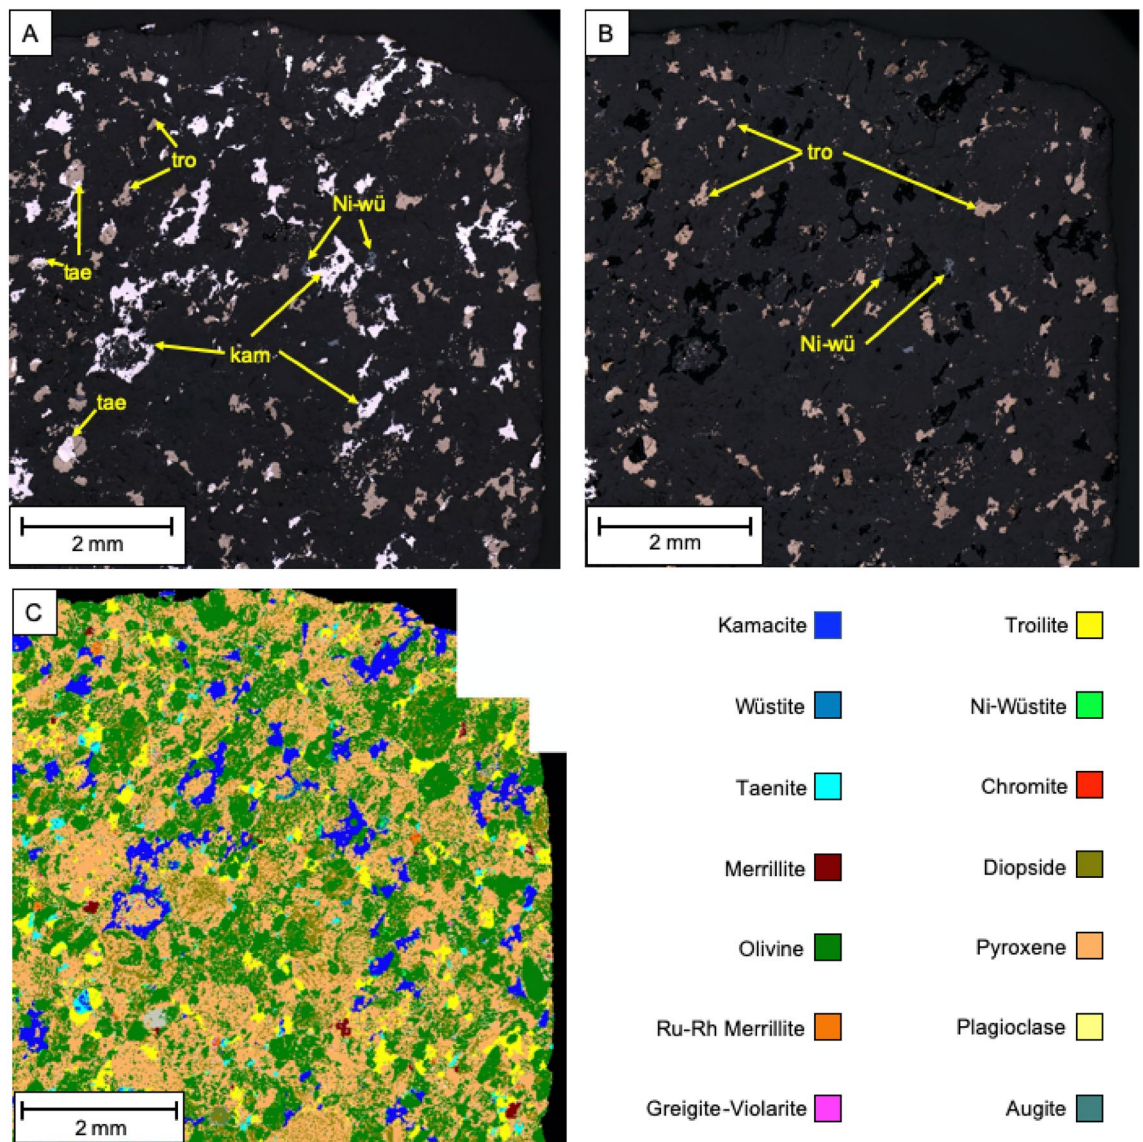 A
tro
Ni-wü
tae
kam
tae
2 mm
B
tro
Ni-wü
2 mm
C
2 mm
Kamacite
Troilite
Wüstite
Ni-Wüstite
Taenite
Chromite
Merrillite
Diopside
Olivine
Pyroxene
Ru-Rh Merrillite
Plagioclase
Greigite-Violarite
Augite